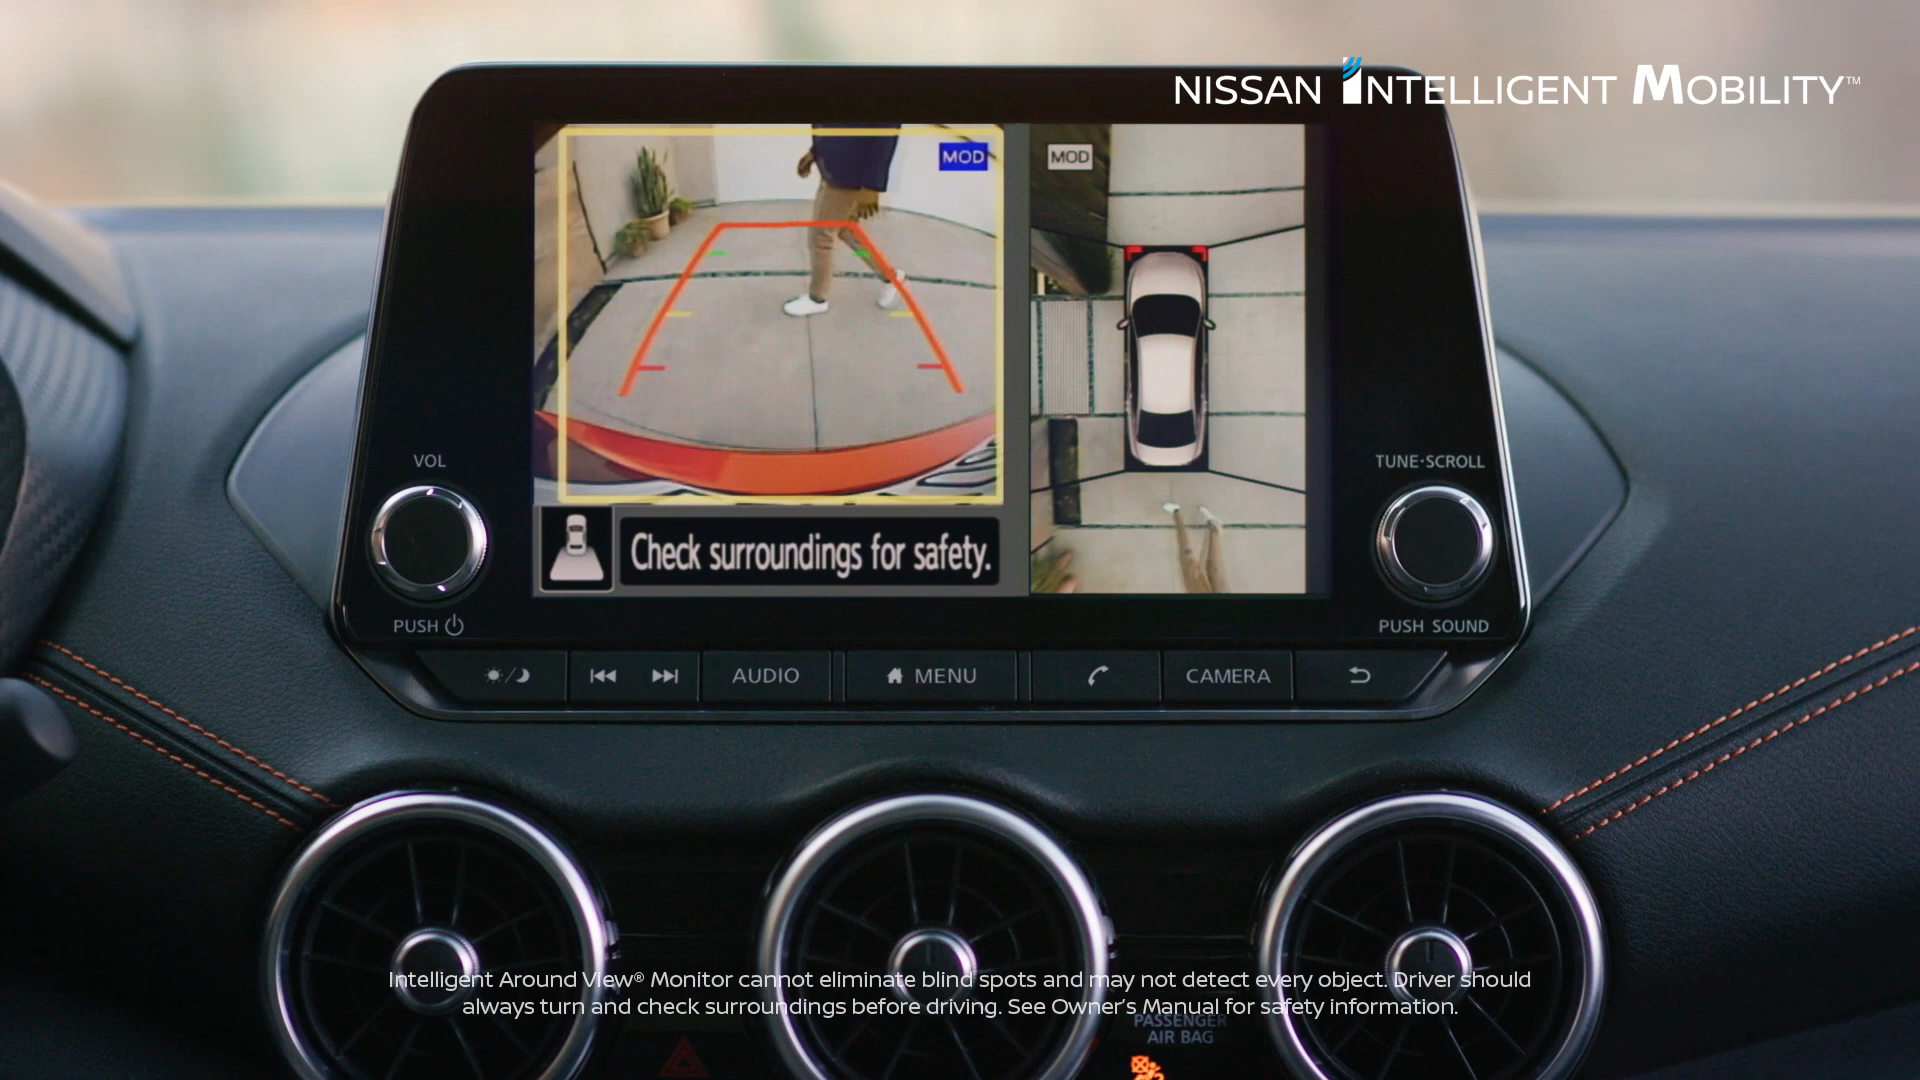 NISSAN INTELLIGENT MOBILITY™
MOD
MOD
Check surroundings for safety.
VOL
PUSH
TUNE·SCROLL
PUSH SOUND
AUDIO
MENU
CAMERA
Intelligent Around View® Monitor cannot eliminate blind spots and may not detect every object. Driver should
always turn and check surroundings before driving. See Owner's Manual for safety information.
PASSENGER
AIR BAG